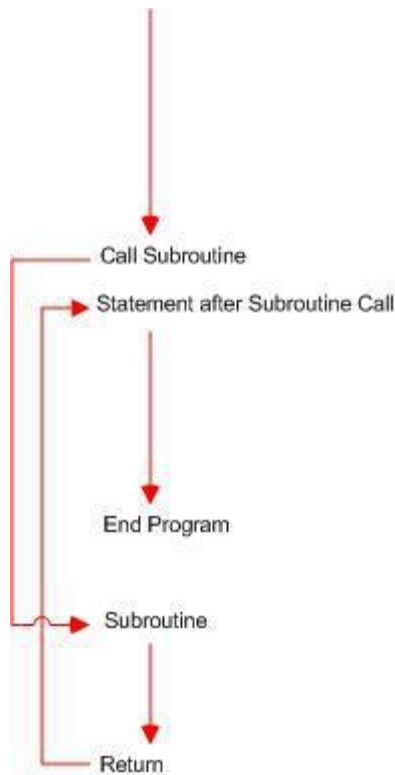 Call Subroutine
Statement after Subroutine Call
End Program
Subroutine
Return